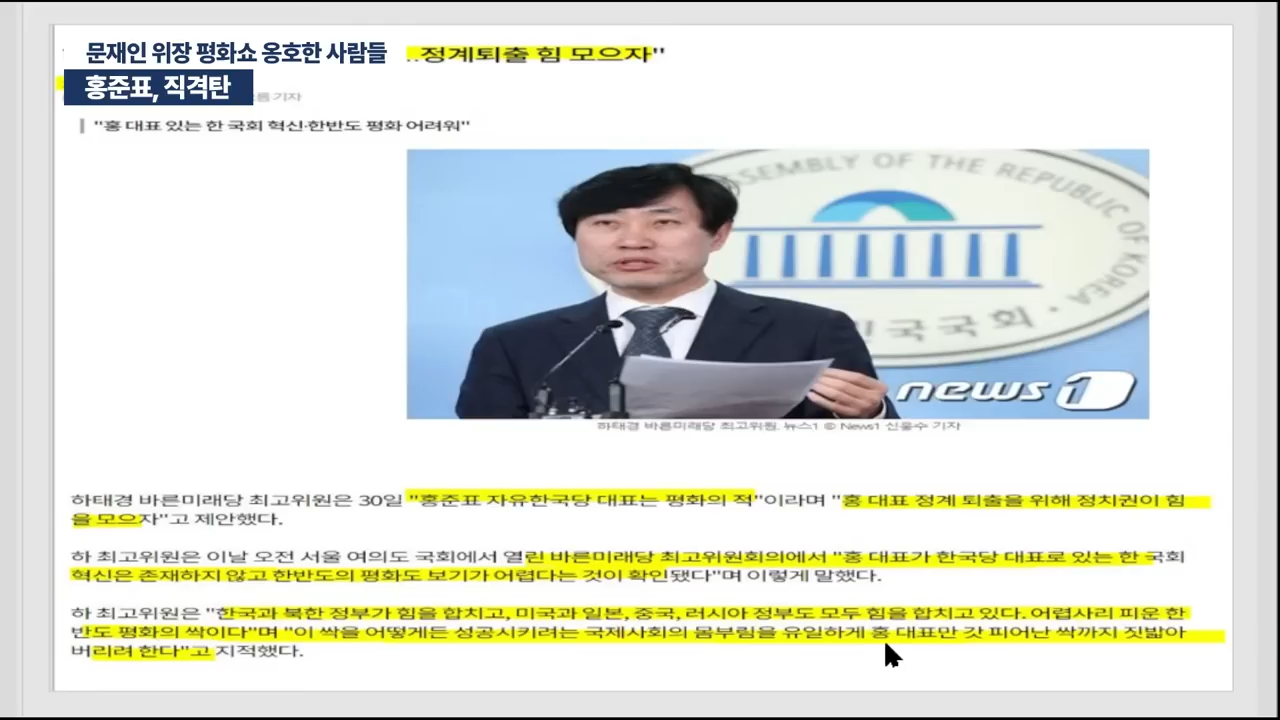 문재인 위장 평화쇼 옹호한 사람들
..정계퇴출 힘 모으자"
홍준표, 직격탄
기자
"홍 대표 있는 한 국회 혁신·한반도 평화 어려워"
ASSEMBLY OF THE REPUBLIC OF KOREA
민국국회
news1
하태경 바른미래당 최고위원. 뉴스1 © News1 신웅수 기자
하태경 바른미래당 최고위원은 30일 "홍준표 자유한국당 대표는 평화의 적"이라며 "홍 대표 정계 퇴출을 위해 정치권이 힘
을 모으자"고 제안했다.
하 최고위원은 이날 오전 서울 여의도 국회에서 열린 바른미래당 최고위원회의에서 "홍 대표가 한국당 대표로 있는 한 국회
혁신은 존재하지 않고 한반도의 평화도 보기가 어렵다는 것이 확인됐다"며 이렇게 말했다.
하 최고위원은 "한국과 북한 정부가 힘을 합치고, 미국과 일본, 중국, 러시아 정부도 모두 힘을 합치고 있다. 어렵사리 피운 한
반도 평화의 싹이다"며 "이 싹을 어떻게든 성공시키려는 국제사회의 몸부림을 유일하게 홍 대표만 갓 피어난 싹까지 짓밟아
버리려 한다"고 지적했다.